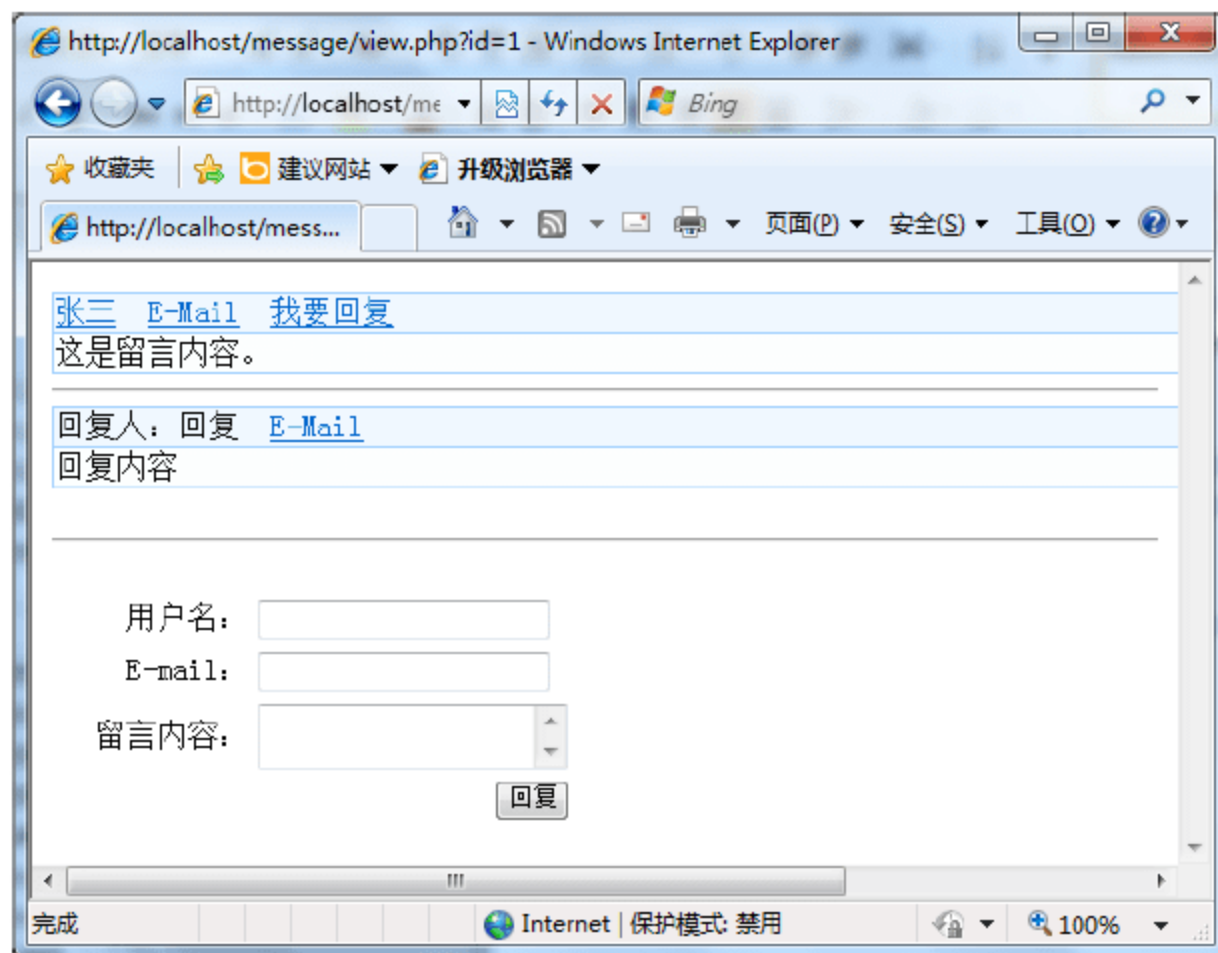 http://localhost/message/view.php?id=1 - Windows Internet Explorer
http://localhost/me
Bing
收藏夹 建议网站 升级浏览器
http://localhost/mess... 页面(P) 安全(S) 工具(O)
张三 E-Mail 我要回复
这是留言内容。
回复人：回复 E-Mail
回复内容
用户名：
E-mail：
留言内容：
回复
完成 Internet | 保护模式: 禁用 100%